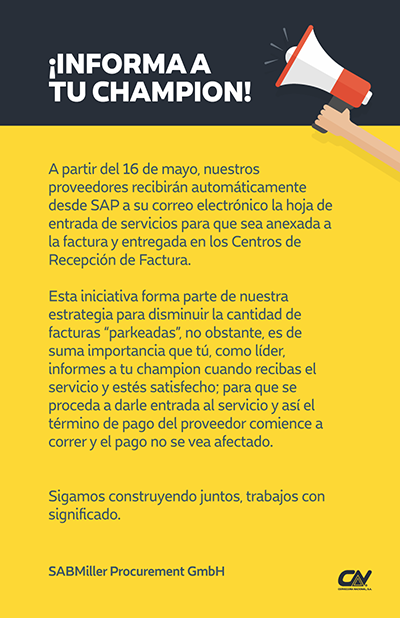 ¡INFORMA A
TU CHAMPION!
A partir del 16 de mayo, nuestros
proveedores recibirán automáticamente
desde SAP a su correo electrónico la hoja de
entrada de servicios para que sea anexada a
la factura y entregada en los Centros de
Recepción de Factura.
Esta iniciativa forma parte de nuestra
estrategia para disminuir la cantidad de
facturas “parkeadas”, no obstante, es de
suma importancia que tú, como líder,
informes a tu champion cuando recibas el
servicio y estés satisfecho; para que se
proceda a darle entrada al servicio y así el
término de pago del proveedor comience a
correr y el pago no se vea afectado.
Sigamos construyendo juntos, trabajos con
significado.
SABMiller Procurement GmbH
CN
CERVECERIA NACIONAL, S.A.